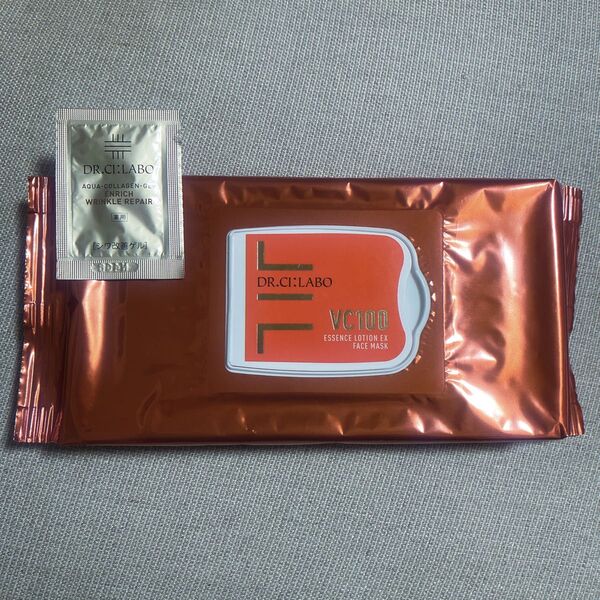 DR.CI:LABO
AQUA-COLLAGEN-GEL
ENRICH
WRINKLE REPAIR
薬用
[シワ改善ゲル]
DR.CI:LABO
VC100
ESSENCE LOTION EX
FACE MASK